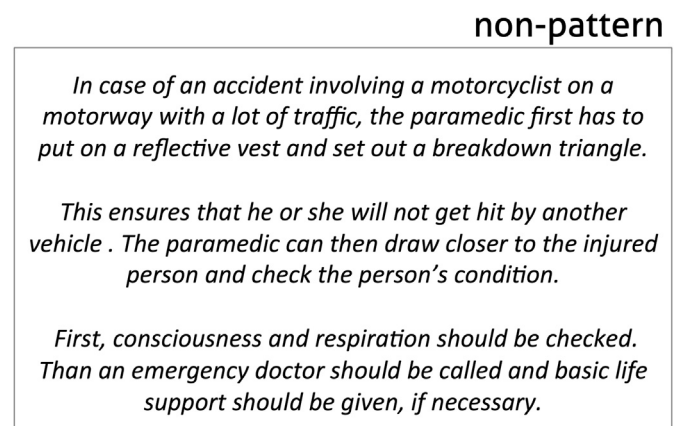 non-pattern
In case of an accident involving a motorcyclist on a
motorway with a lot of traffic, the paramedic first has to
put on a reflective vest and set out a breakdown triangle.
This ensures that he or she will not get hit by another
vehicle . The paramedic can then draw closer to the injured
person and check the person's condition.
First, consciousness and respiration should be checked.
Than an emergency doctor should be called and basic life
support should be given, if necessary.